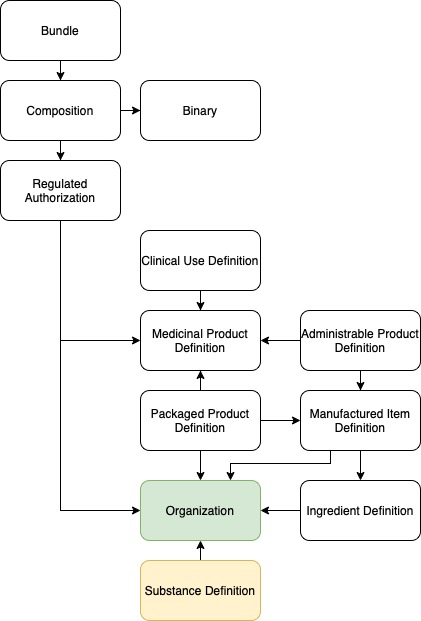 Bundle
Composition
Binary
Regulated
Authorization
Clinical Use Definition
Medicinal Product
Definition
Administrable Product
Definition
Packaged Product
Definition
Manufactured Item
Definition
Organization
Ingredient Definition
Substance Definition